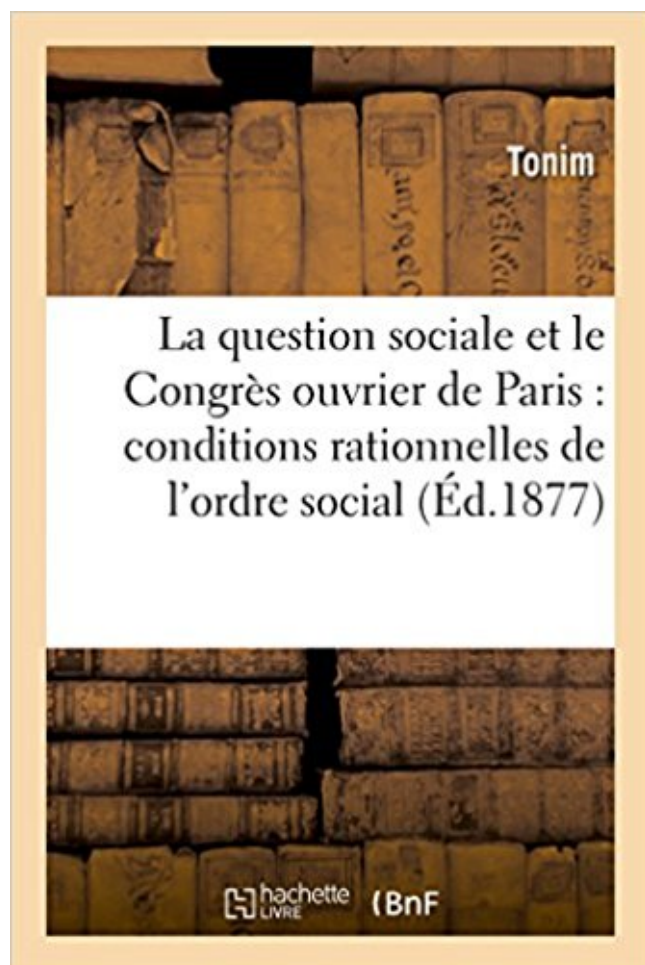 Tonim
La question sociale et le
Congrès ouvrier de Paris :
conditions rationnelles de
l'ordre social (Éd.1877)
hachette
LIVRE
(BnF